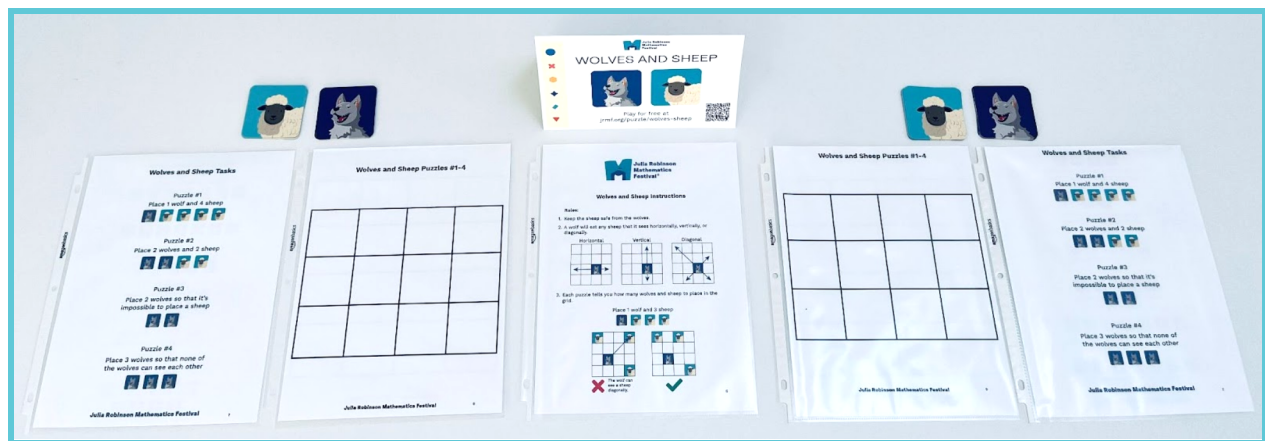 Julia Robinson
Mathematics
Festival
WOLVES AND SHEEP
Play for free at
jrmf.org/puzzle/wolves-sheep
Wolves and Sheep Tasks
Puzzle #1
Place 1 wolf and 4 sheep
Puzzle #2
Place 2 wolves and 2 sheep
Puzzle #3
Place 2 wolves so that it's
impossible to place a sheep
Puzzle #4
Place 3 wolves so that none of
the wolves can see each other
Julia Robinson Mathematics Festival
Wolves and Sheep Puzzles #1-4
Julia Robinson Mathematics Festival
Julia Robinson
Mathematics
Festival
Wolves and Sheep Instructions
Rules:
1. Keep the sheep safe from the wolves
2. A wolf will eat any sheep that it sees horizontally, vertically, or
diagonally
Horizontal
Vertical
Diagonal
3. Each puzzle tells you how many wolves and sheep to place in the
grid
Place 1 wolf and 3 sheep
The wolf can
see a sheep
diagonally
Wolves and Sheep Puzzles #1-4
Julia Robinson Mathematics Festival
Wolves and Sheep Tasks
Puzzle #1
Place 1 wolf and 4 sheep
Puzzle #2
Place 2 wolves and 2 sheep
Puzzle #3
Place 2 wolves so that it's
impossible to place a sheep
Puzzle #4
Place 3 wolves so that none of
the wolves can see each other
Julia Robinson Mathematics Festival